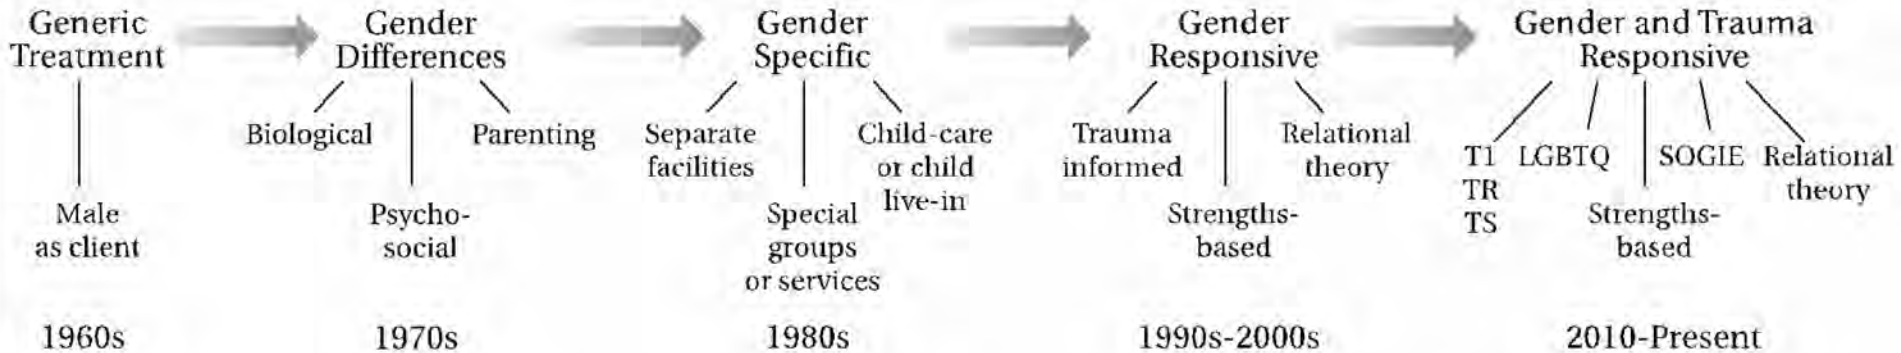 Generic
Treatment
Male
as client
1960s
Gender
Differences
Biological
Psycho-
social
Parenting
1970s
Gender
Specific
Separate
facilities
Special
groups
or services
Child-care
or child
live-in
1980s
Gender
Responsive
Trauma
informed
Strengths-
based
Relational
theory
1990s-2000s
Gender and Trauma
Responsive
T1
TR
TS
LGBTQ
Strengths-
based
SOGIE
Relational
theory
2010-Present